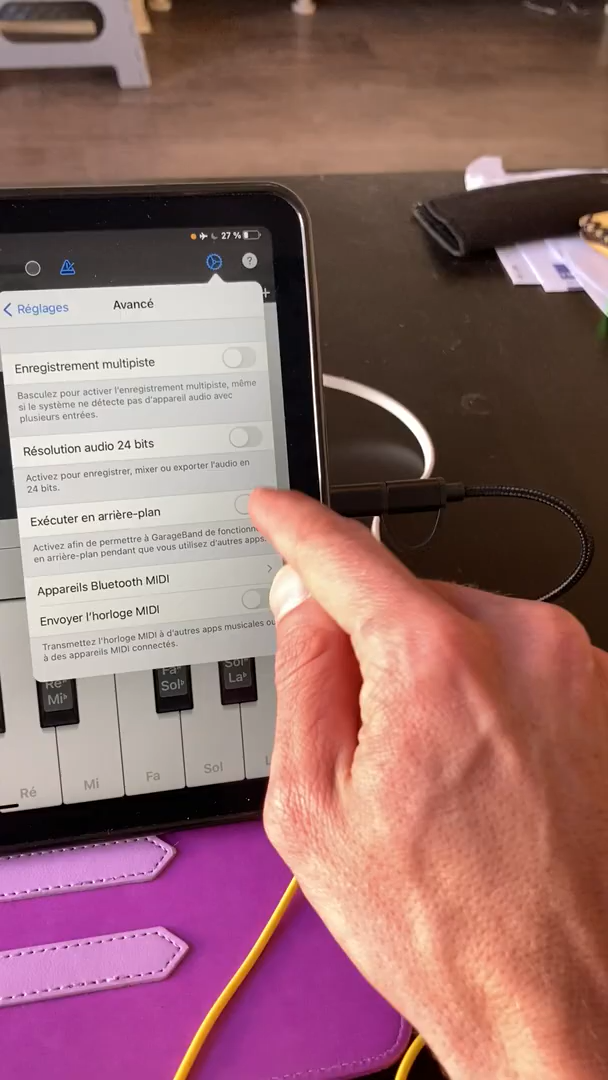 27 %
?
Réglages
Avancé
+
Enregistrement multipiste
Basculez pour activer l'enregistrement multipiste, même
si le système ne détecte pas d'appareil audio avec
plusieurs entrées.
Résolution audio 24 bits
Activez pour enregistrer, mixer ou exporter l'audio en
24 bits.
Exécuter en arrière-plan
Activez afin de permettre à GarageBand de
en arrière-plan pendant que vous utilisez d'autres apps.
Appareils Bluetooth MIDI
Envoyer l'horloge MIDI
Transmettez l'horloge MIDI à d'autres apps musicales ou
à des appareils MIDI connectés.
Ré♯ Fa♯ Sol♯
Mi♭ Sol♭ La♭
Ré Mi Fa Sol